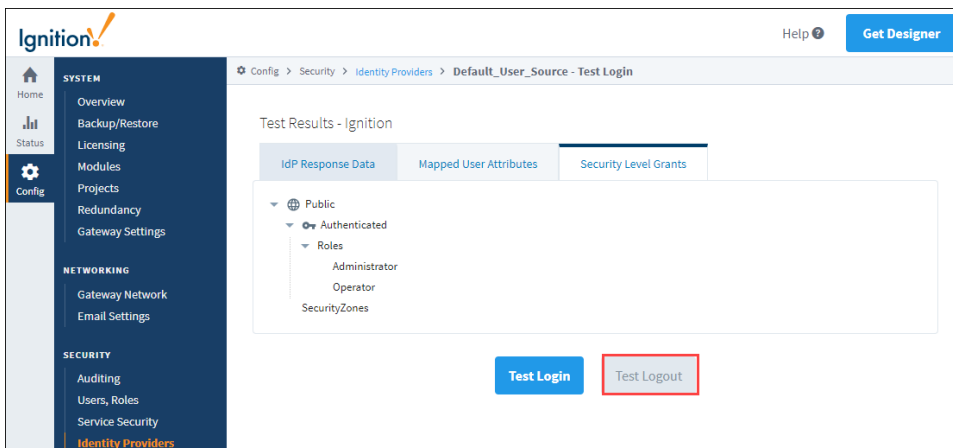 Ignition!
Help ?
Get Designer
Home
Status
Config
SYSTEM
Overview
Backup/Restore
Licensing
Modules
Projects
Redundancy
Gateway Settings
NETWORKING
Gateway Network
Email Settings
SECURITY
Auditing
Users, Roles
Service Security
Identity Providers
Config > Security > Identity Providers > Default_User_Source - Test Login
Test Results - Ignition
IdP Response Data
Mapped User Attributes
Security Level Grants
Public
Authenticated
Roles
Administrator
Operator
SecurityZones
Test Login
Test Logout